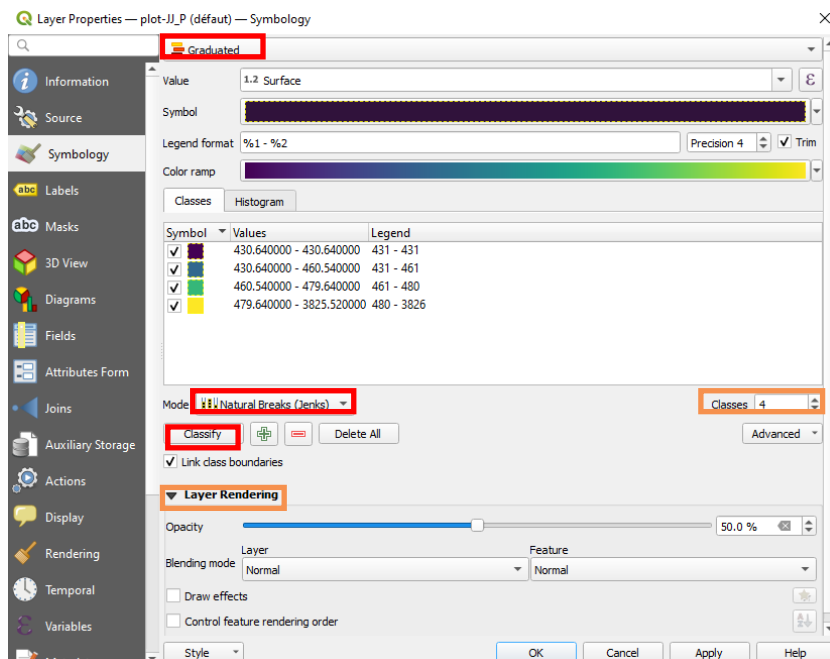 Layer Properties — plot-JJ_P (défaut) — Symbology
Graduated
Information
Source
Symbology
abc Labels
abc Masks
3D View
Diagrams
Fields
Attributes Form
Joins
Auxiliary Storage
Actions
Display
Rendering
Temporal
Variables
Value 1.2 Surface ε
Symbol
Legend format %1 - %2 Precision 4 Trim
Color ramp
Classes Histogram
Symbol Values Legend
430.640000 - 430.640000 431 - 431
430.640000 - 460.540000 431 - 461
460.540000 - 479.640000 461 - 480
479.640000 - 3825.520000 480 - 3826
Mode Natural Breaks (Jenks) Classes 4
Classify Delete All Advanced
Link class boundaries
Layer Rendering
Opacity 50.0 %
Layer Feature
Blending mode Normal Normal
Draw effects
Control feature rendering order
Style OK Cancel Apply Help